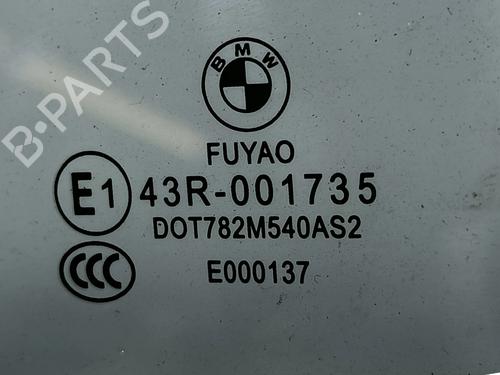 B-PARTS
BMW
FUYAO
E1 43R-001735
DOT782M540AS2
CCC E000137